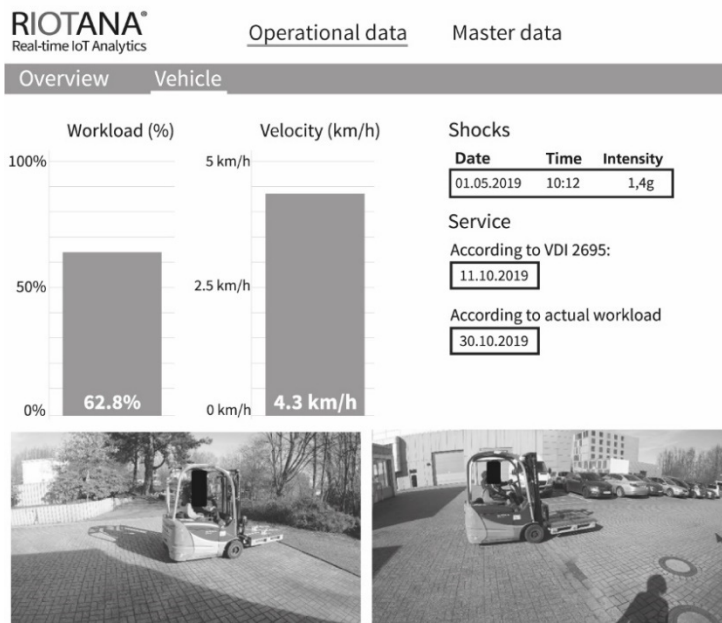 RIOTANA®
Real-time IoT Analytics
Operational data
Master data
Overview
Vehicle
Workload (%)
100%
50%
0%
62.8%
Velocity (km/h)
5 km/h
2.5 km/h
0 km/h
4.3 km/h
Shocks
Date Time Intensity
01.05.2019 10:12 1,4g
Service
According to VDI 2695:
11.10.2019
According to actual workload
30.10.2019